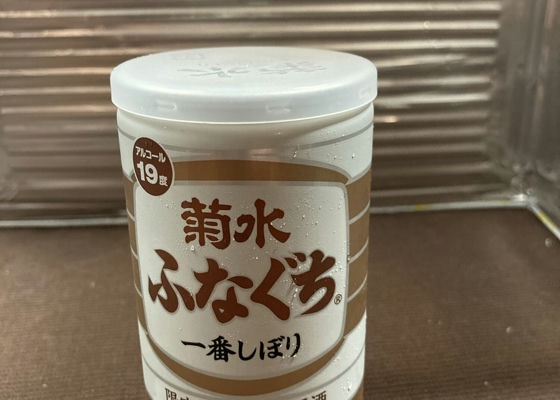 アルコール
19度
菊水
ふなぐち®
一番しぼり